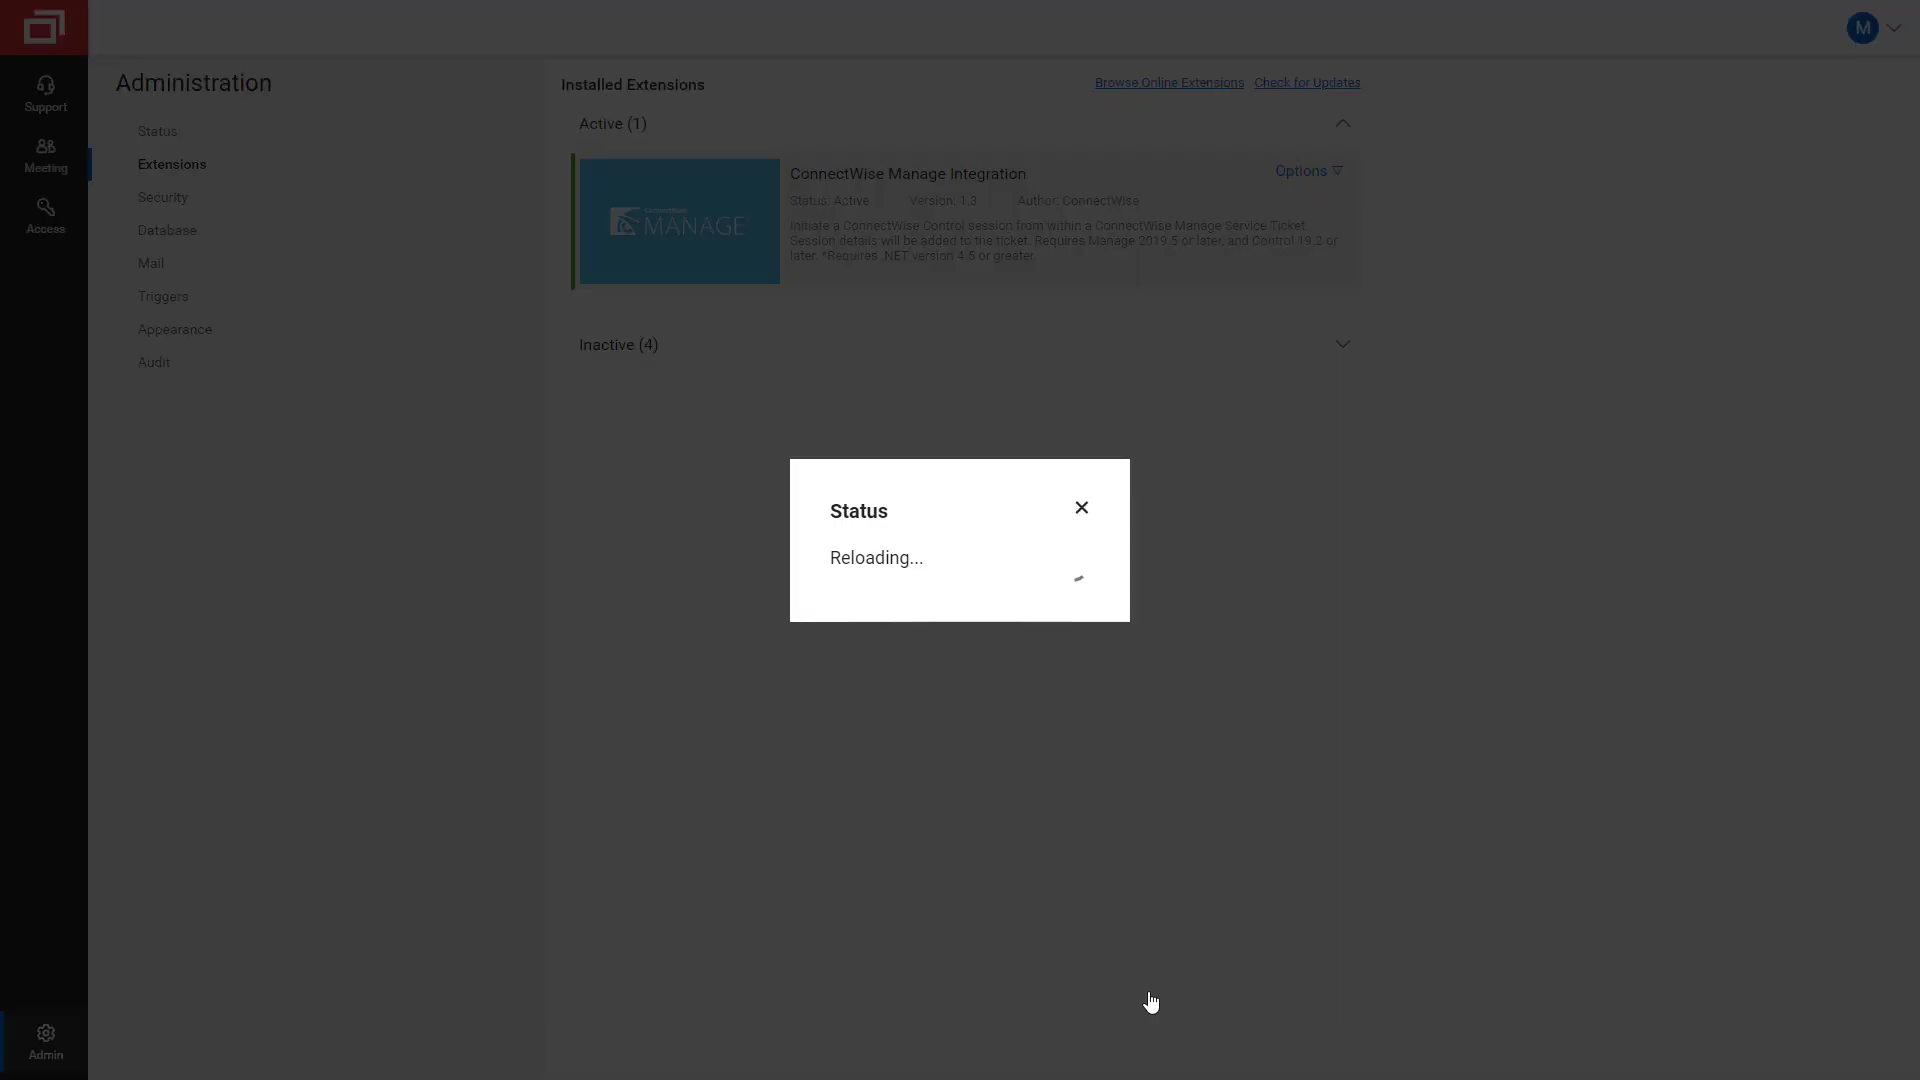 M
Support
Meeting
Access
Admin
Administration
Status
Extensions
Security
Database
Mail
Triggers
Appearance
Audit
Installed Extensions
Browse Online Extensions Check for Updates
Active (1)
ConnectWise
MANAGE
ConnectWise Manage Integration
Options
Status: Active Version: 1.3 Author: ConnectWise
Initiate a ConnectWise Control session from within a ConnectWise Manage Service Ticket.
Session details will be added to the ticket. Requires Manage 2019.5 or later, and Control 19.2 or
later. *Requires .NET version 4.5 or greater.
Inactive (4)
Status
Reloading...